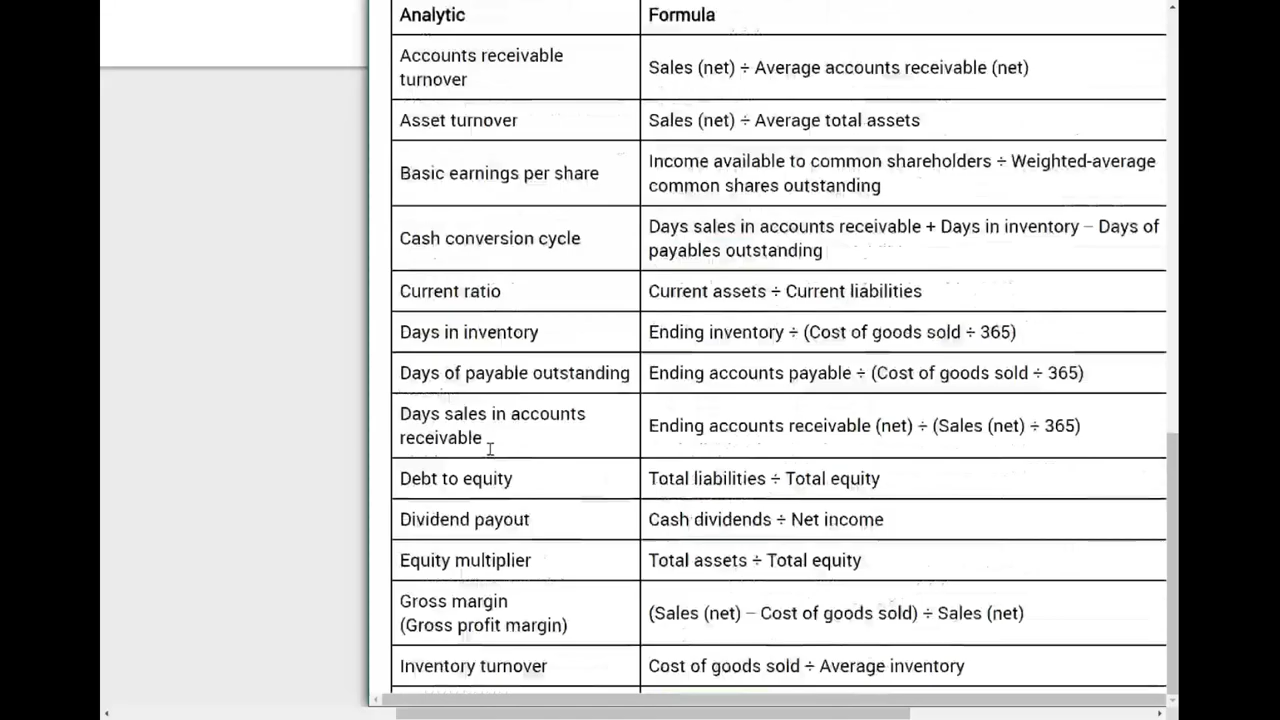 Analytic
Formula
Accounts receivable
turnover
Sales (net) ÷ Average accounts receivable (net)
Asset turnover
Sales (net) ÷ Average total assets
Basic earnings per share
Income available to common shareholders ÷ Weighted-average
common shares outstanding
Cash conversion cycle
Days sales in accounts receivable + Days in inventory – Days of
payables outstanding
Current ratio
Current assets ÷ Current liabilities
Days in inventory
Ending inventory ÷ (Cost of goods sold ÷ 365)
Days of payable outstanding
Ending accounts payable ÷ (Cost of goods sold ÷ 365)
Days sales in accounts
receivable
Ending accounts receivable (net) ÷ (Sales (net) ÷ 365)
Debt to equity
Total liabilities ÷ Total equity
Dividend payout
Cash dividends ÷ Net income
Equity multiplier
Total assets ÷ Total equity
Gross margin
(Gross profit margin)
(Sales (net) – Cost of goods sold) ÷ Sales (net)
Inventory turnover
Cost of goods sold ÷ Average inventory